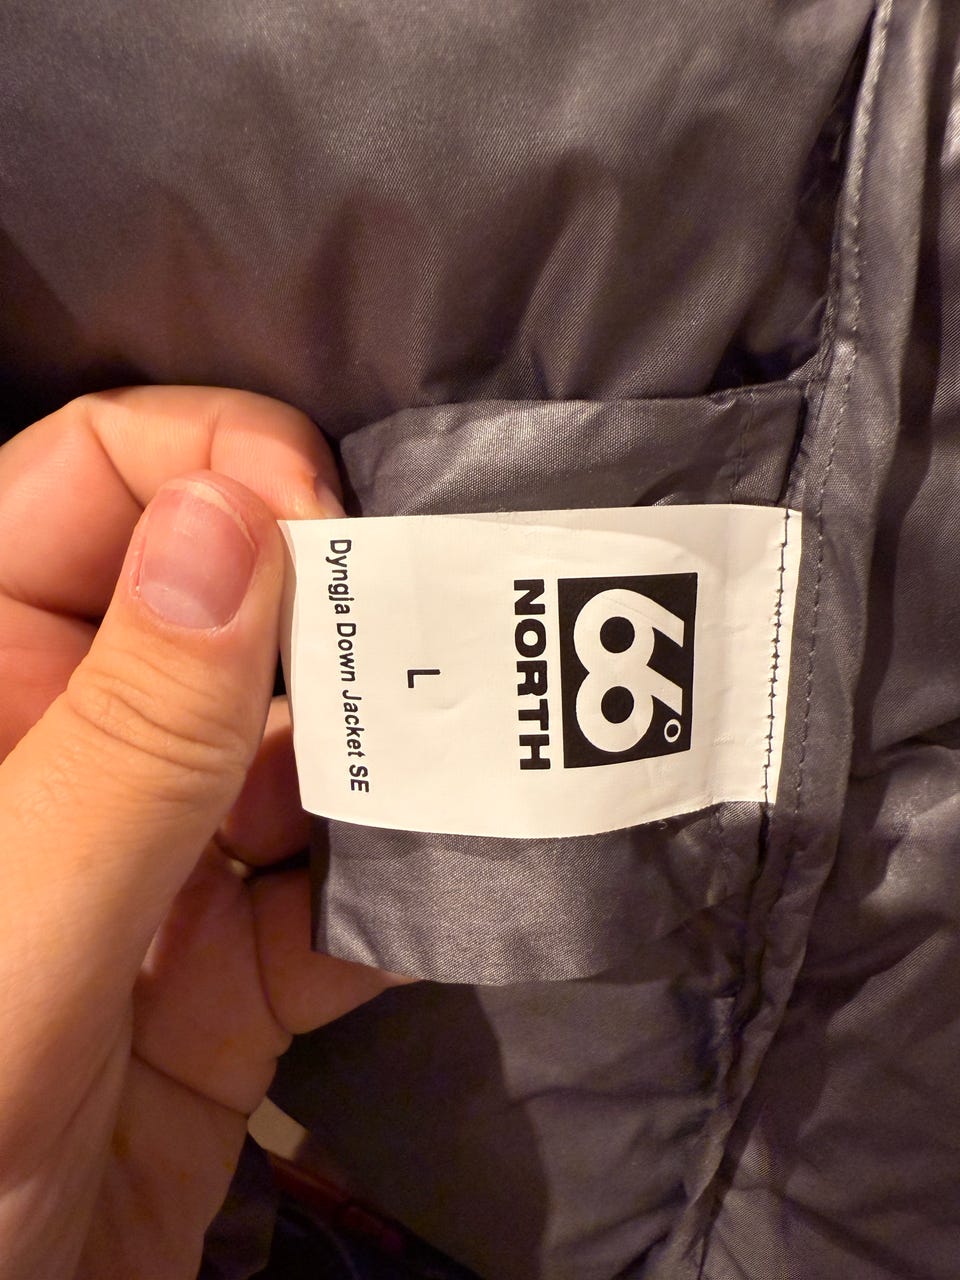 66°
NORTH
L
Dyngja Down Jacket SE